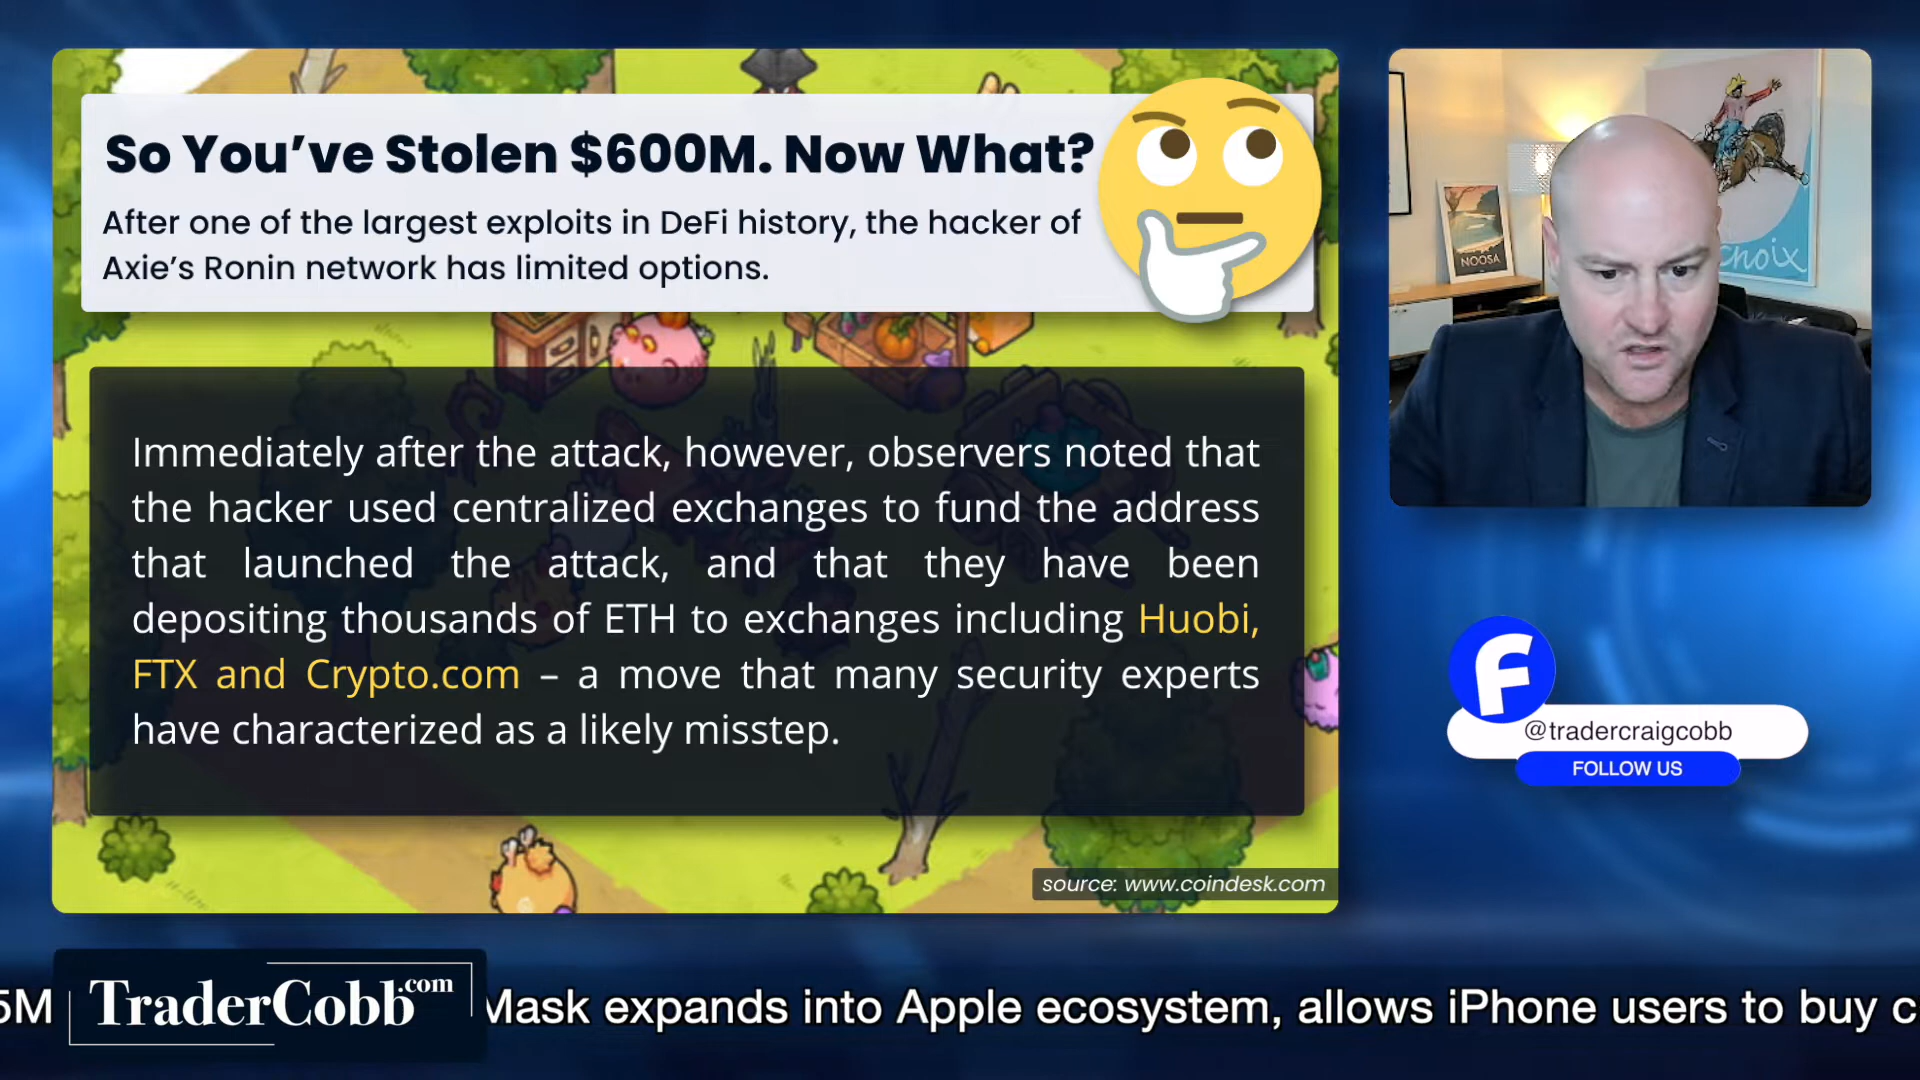 So You’ve Stolen $600M. Now What?
After one of the largest exploits in DeFi history, the hacker of
Axie’s Ronin network has limited options.
Immediately after the attack, however, observers noted that
the hacker used centralized exchanges to fund the address
that launched the attack, and that they have been
depositing thousands of ETH to exchanges including Huobi,
FTX and Crypto.com – a move that many security experts
have characterized as a likely misstep.
source: www.coindesk.com
NOOSA
choix
F
@tradercraigcobb
FOLLOW US
5M
TraderCobb.com
Mask expands into Apple ecosystem, allows iPhone users to buy c